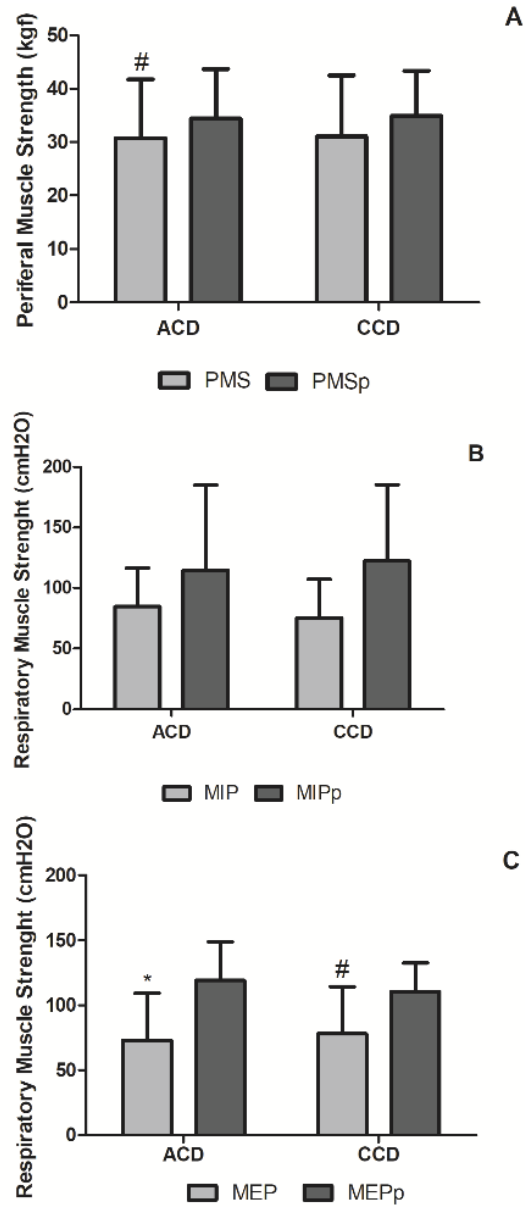 A
Periferal Muscle Strength (kgf)
50
40
30
20
10
0
#
ACD CCD
PMS PMSp
B
Respiratory Muscle Strenght (cmH2O)
200
150
100
50
0
ACD CCD
MIP MIPp
C
Respiratory Muscle Strenght (cmH2O)
200
150
100
50
0
* #
ACD CCD
MEP MEPp